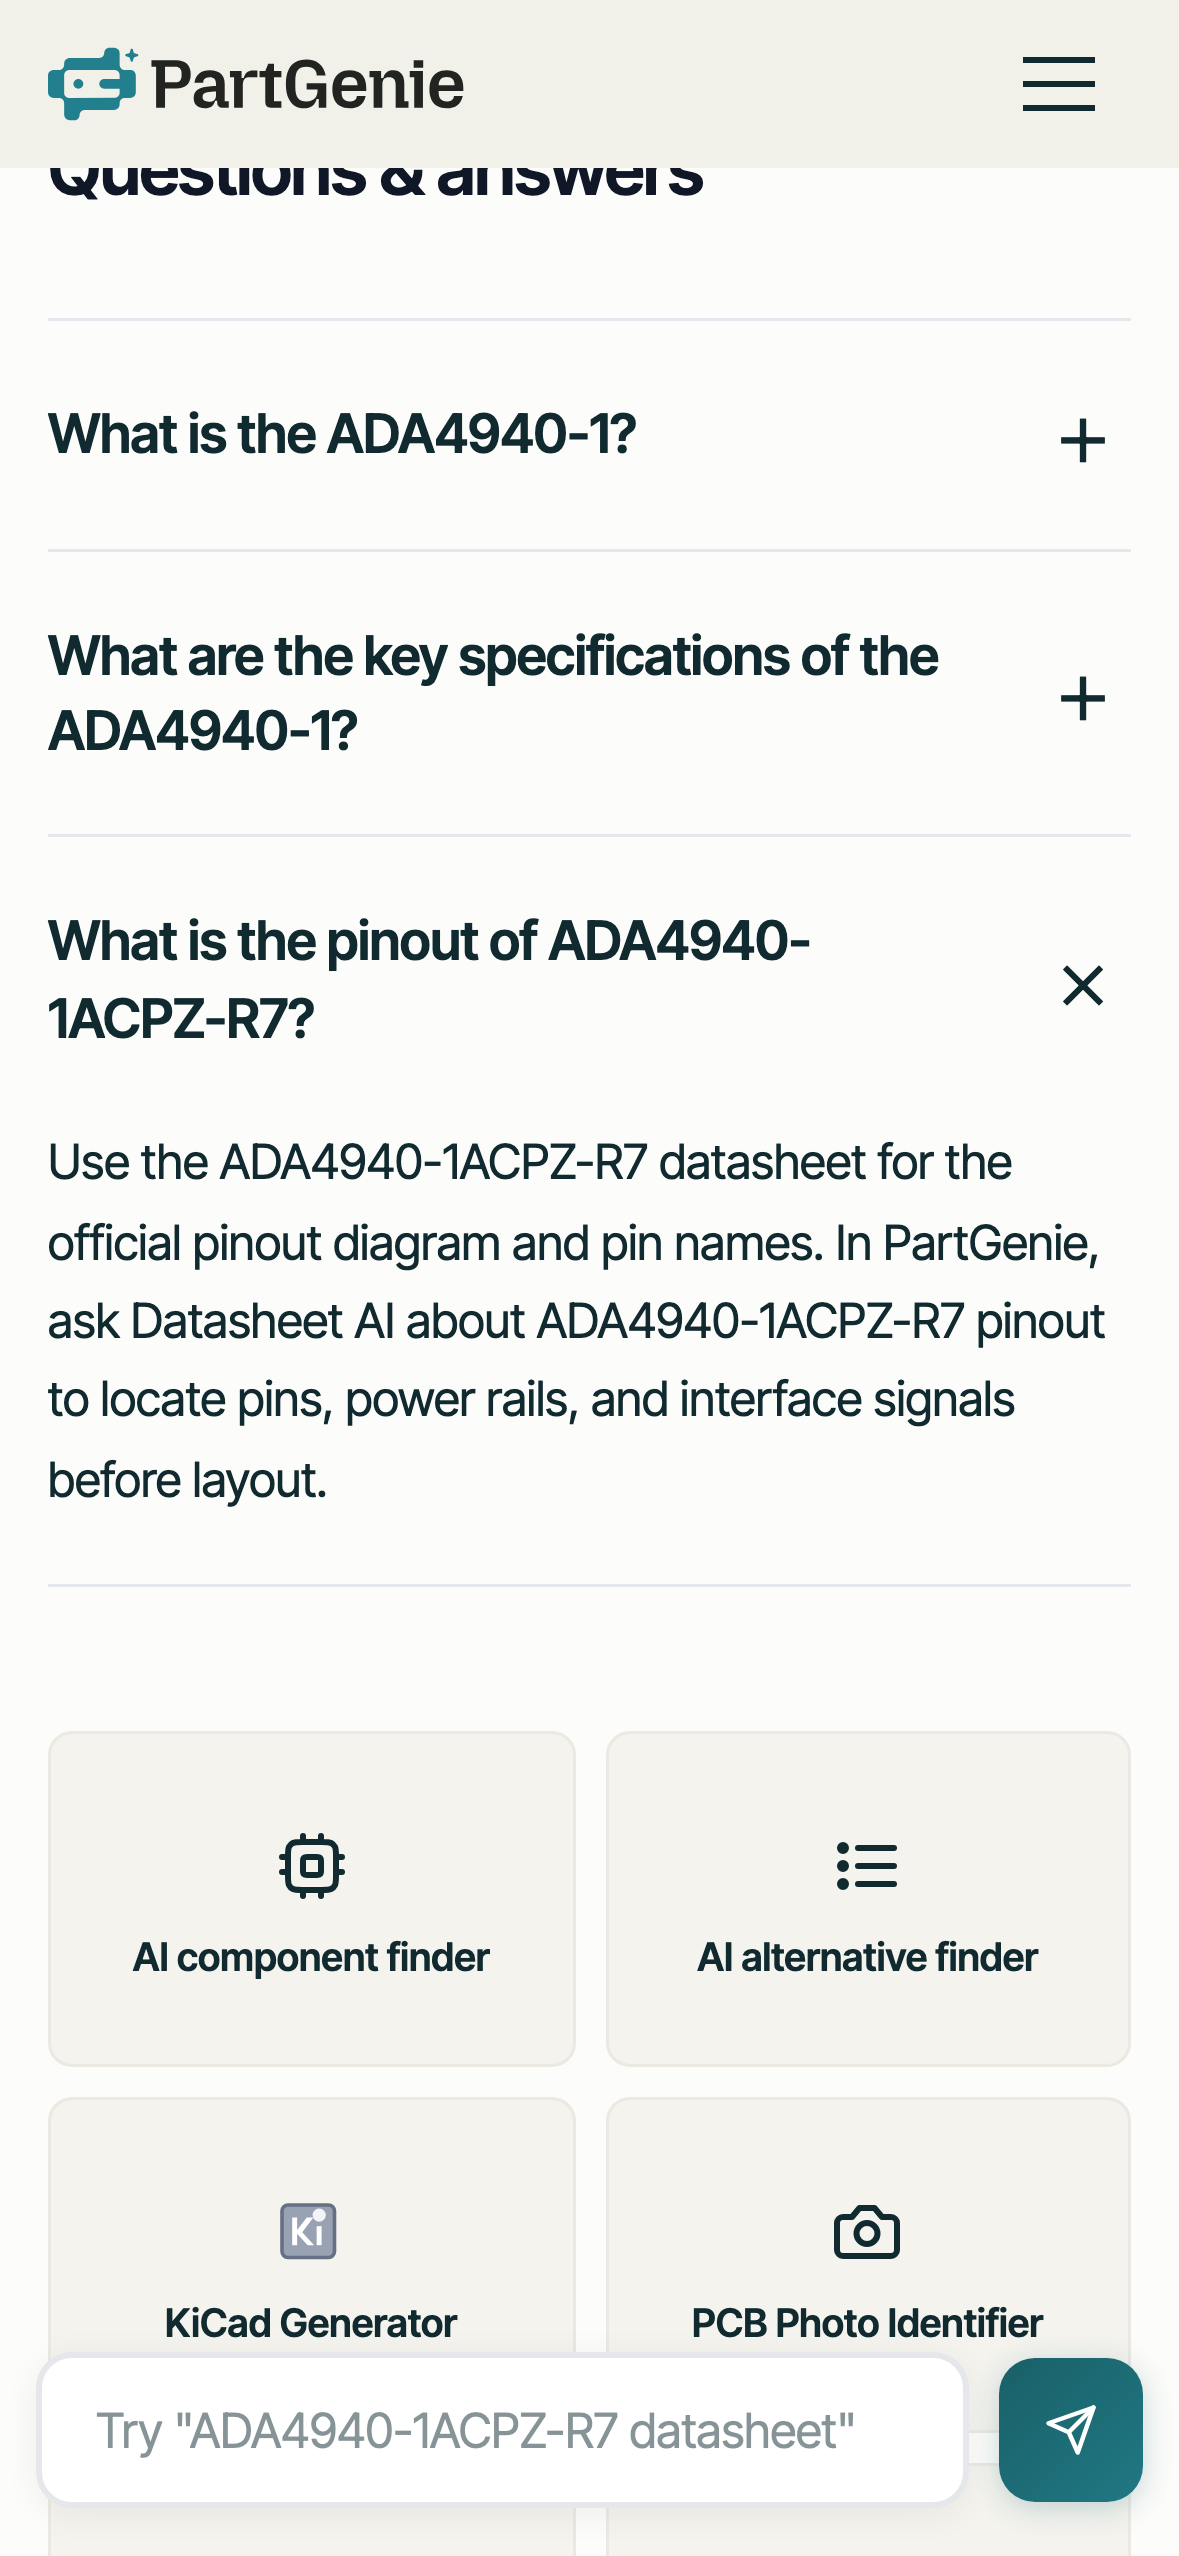 PartGenie
Questions & answers
What is the ADA4940-1?
What are the key specifications of the
ADA4940-1?
What is the pinout of ADA4940-
1ACPZ-R7?
Use the ADA4940-1ACPZ-R7 datasheet for the
official pinout diagram and pin names. In PartGenie,
ask Datasheet AI about ADA4940-1ACPZ-R7 pinout
to locate pins, power rails, and interface signals
before layout.
AI component finder
AI alternative finder
Ki
KiCad Generator
PCB Photo Identifier
Try "ADA4940-1ACPZ-R7 datasheet"